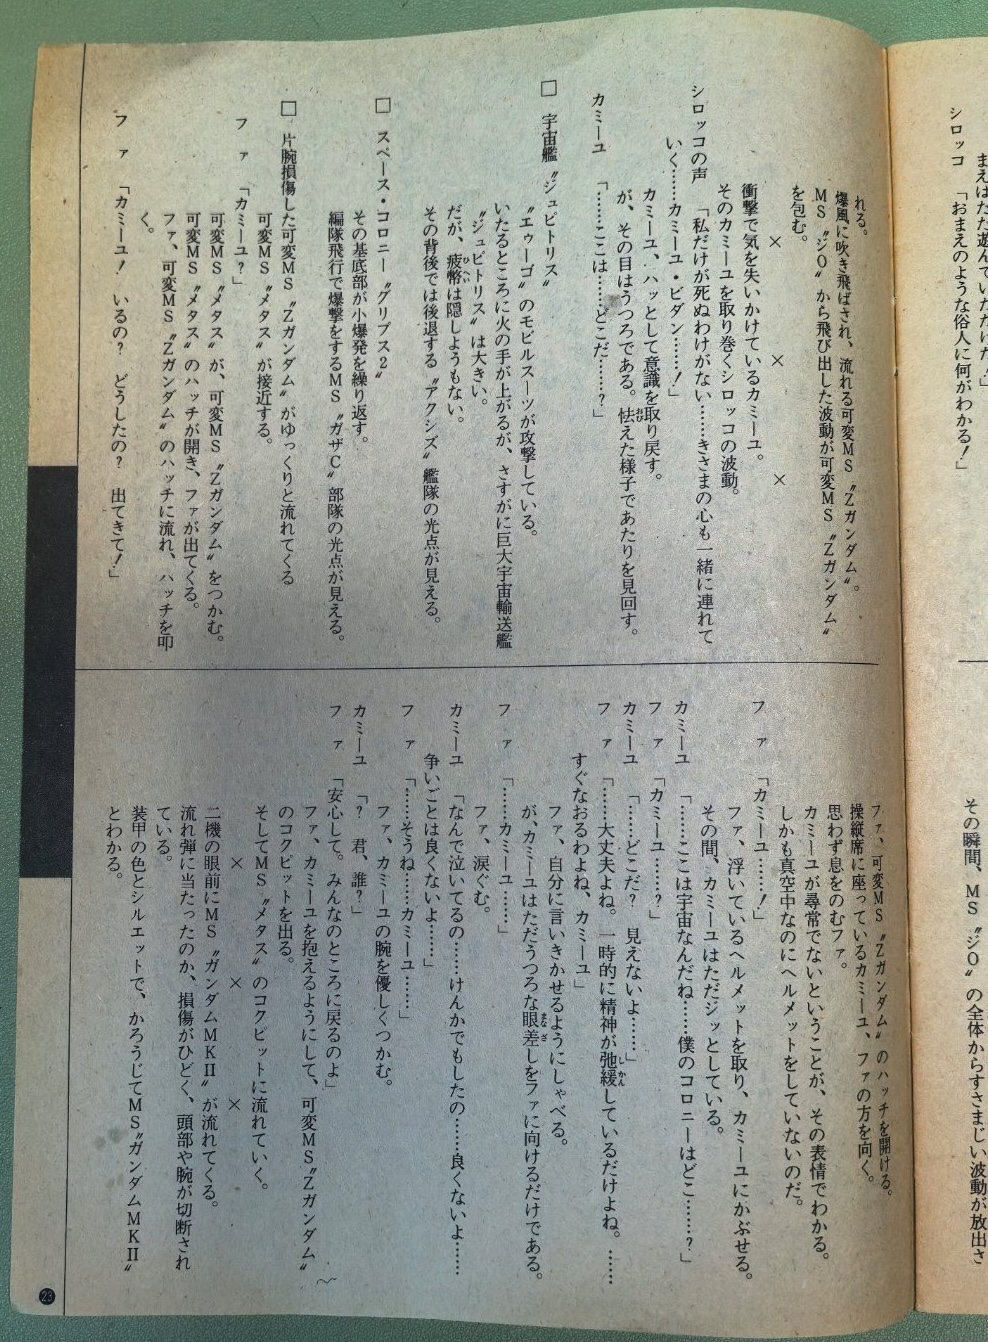 まえはただ遊んでいただけだ！」
シロッコ 「おまえのような俗人に何がわかる！」
その瞬間、MS〝ジO〟の全体からすさまじい波動が放出さ
れる。
爆風に吹き飛ばされ、流れる可変MS〝Zガンダム〟。
MS〝ジO〟から飛び出した波動が可変MS〝Zガンダム〟
を包む。
× × ×
衝撃で気を失いかけているカミーユ。
そのカミーユを取り巻くシロッコの波動。
シロッコの声 「私だけが死ぬわけがない……きさまの心も一緒に連れて
いく……カミーユ・ビダン……！」
カミーユ、ハッとして意識を取り戻す。
が、その目はうつろである。怯えた様子であたりを見回す。
カミーユ 「……ここは……どこだ……？」
□ 宇宙艦〝ジュピトリス〟
〝エゥーゴ〟のモビルスーツが攻撃している。
いたるところに火の手が上がるが、さすがに巨大宇宙輸送艦
〝ジュピトリス〟は大きい。
だが、疲幣は隠しようもない。
その背後では後退する〝アクシズ〟艦隊の光点が見える。
□ スペース・コロニー〝グリプス2〟
その基底部が小爆発を繰り返す。
編隊飛行で爆撃をするMS〝ガザC〟部隊の光点が見える。
□ 片腕損傷した可変MS〝Zガンダム〟がゆっくりと流れてくる
可変MS〝メタス〟が接近する。
ファ 「カミーユ？」
可変MS〝メタス〟が、可変MS〝Zガンダム〟をつかむ。
可変MS〝メタス〟のハッチが開き、ファが出てくる。
ファ、可変MS〝Zガンダム〟のハッチに流れ、ハッチを叩
く。
ファ 「カミーユ！ いるの？ どうしたの？ 出てきて！」
ファ、可変MS〝Zガンダム〟のハッチを開ける。
操縦席に座っているカミーユ、ファの方を向く。
思わず息をのむファ。
カミーユが尋常でないということが、その表情でわかる。
しかも真空中なのにヘルメットをしていないのだ。
ファ 「カミーユ……！」
ファ、浮いているヘルメットを取り、カミーユにかぶせる。
その間、カミーユはただジッとしている。
カミーユ 「……ここは宇宙なんだね……僕のコロニーはどこ……？」
ファ 「カミーユ……？」
カミーユ 「……どこだ？ 見えないよ……」
ファ 「……大丈夫よね。一時的に精神が弛緩しているだけよね。……
すぐなおるわよね、カミーユ」
ファ、自分に言いきかせるようにしゃべる。
が、カミーユはただうつろな眼差しをファに向けるだけである。
ファ 「……カミーユ……」
ファ、涙ぐむ。
カミーユ 「なんで泣いてるの……けんかでもしたの……良くないよ……
争いごとは良くないよ……」
ファ 「……そうね……カミーユ……」
ファ、カミーユの腕を優しくつかむ。
カミーユ 「？ 君、誰？」
ファ 「安心して。みんなのところに戻るのよ」
ファ、カミーユを抱えるようにして、可変MS〝Zガンダム〟
のコクピットを出る。
そしてMS〝メタス〟のコクピットに流れていく。
× × ×
二機の眼前にMS〝ガンダムMKⅡ〟が流れてくる。
流れ弾に当たったのか、損傷がひどく、頭部や腕が切断され
ている。
装甲の色とシルエットで、かろうじてMS〝ガンダムMKⅡ〟
とわかる。
23